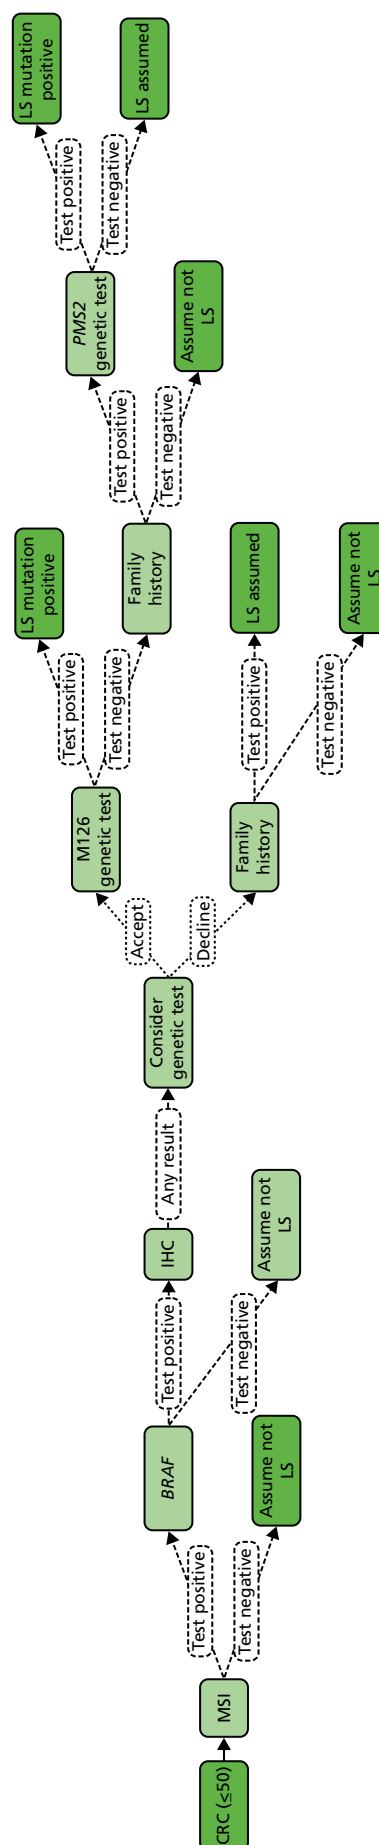 CRC (≤50)
MSI
Test positive
Test negative
BRAF
Assume not
LS
Test positive
Test negative
IHC
Assume not
LS
Any result
Consider
genetic test
Accept
Decline
M126
genetic test
Family
history
Test positive
Test negative
Test positive
Test negative
LS mutation
positive
Family
history
LS assumed
Assume not
LS
Test positive
Test negative
PMS2
genetic test
Assume not
LS
Test positive
Test negative
LS mutation
positive
LS assumed